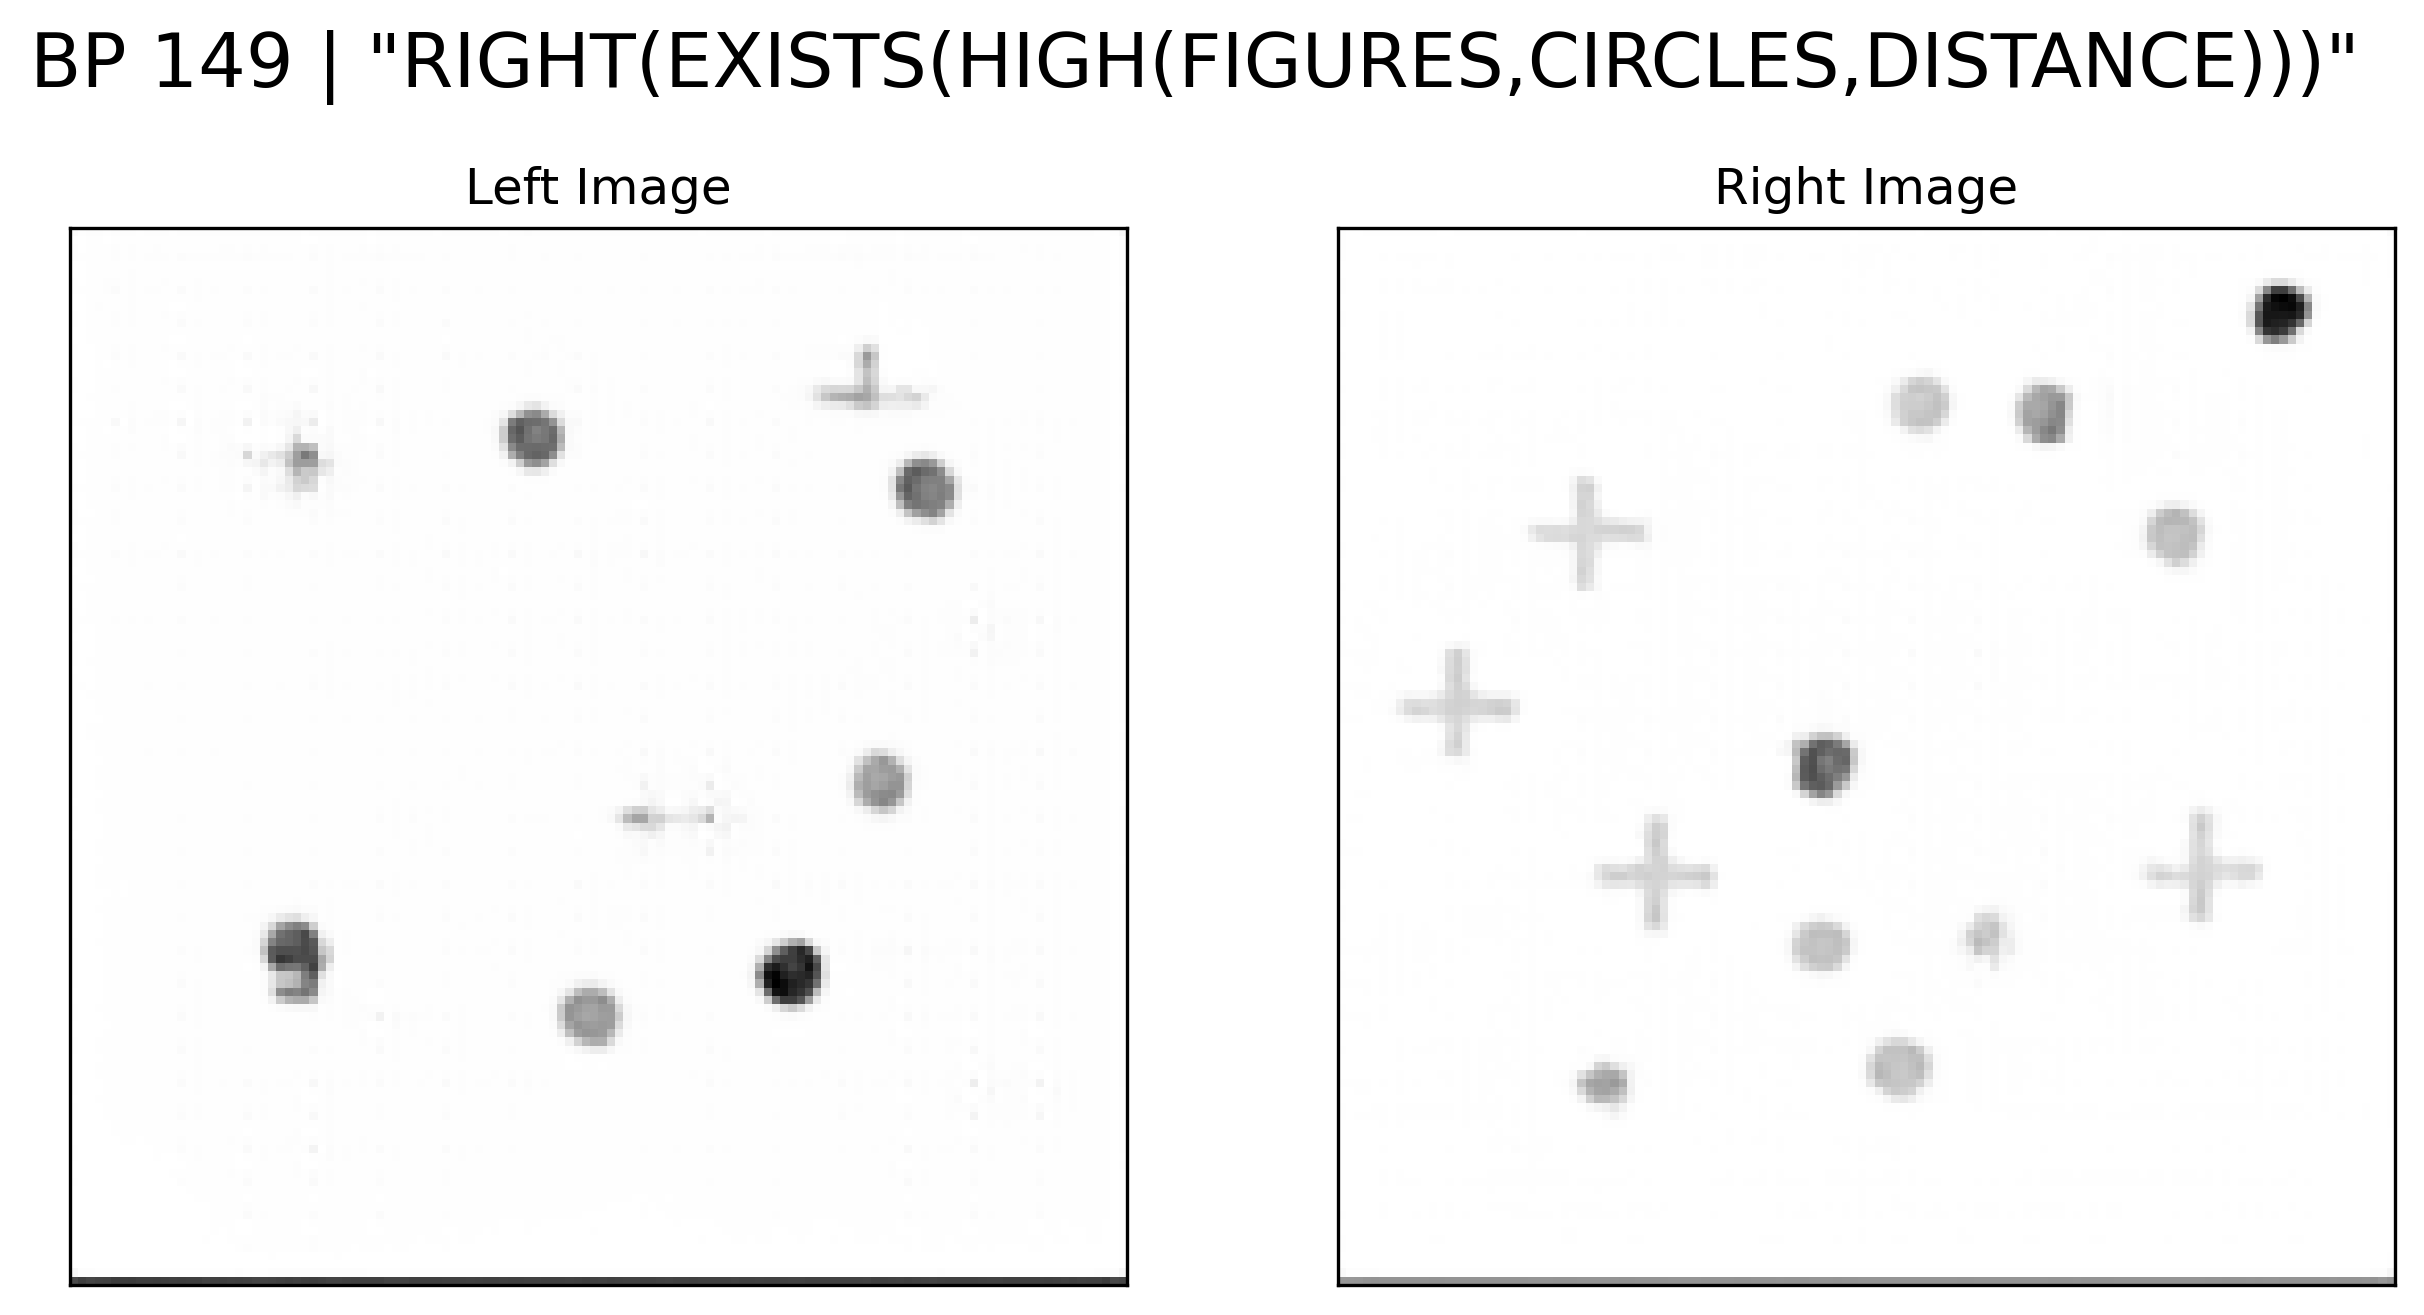 BP 149 | "RIGHT(EXISTS(HIGH(FIGURES,CIRCLES,DISTANCE)))"
Left Image
Right Image